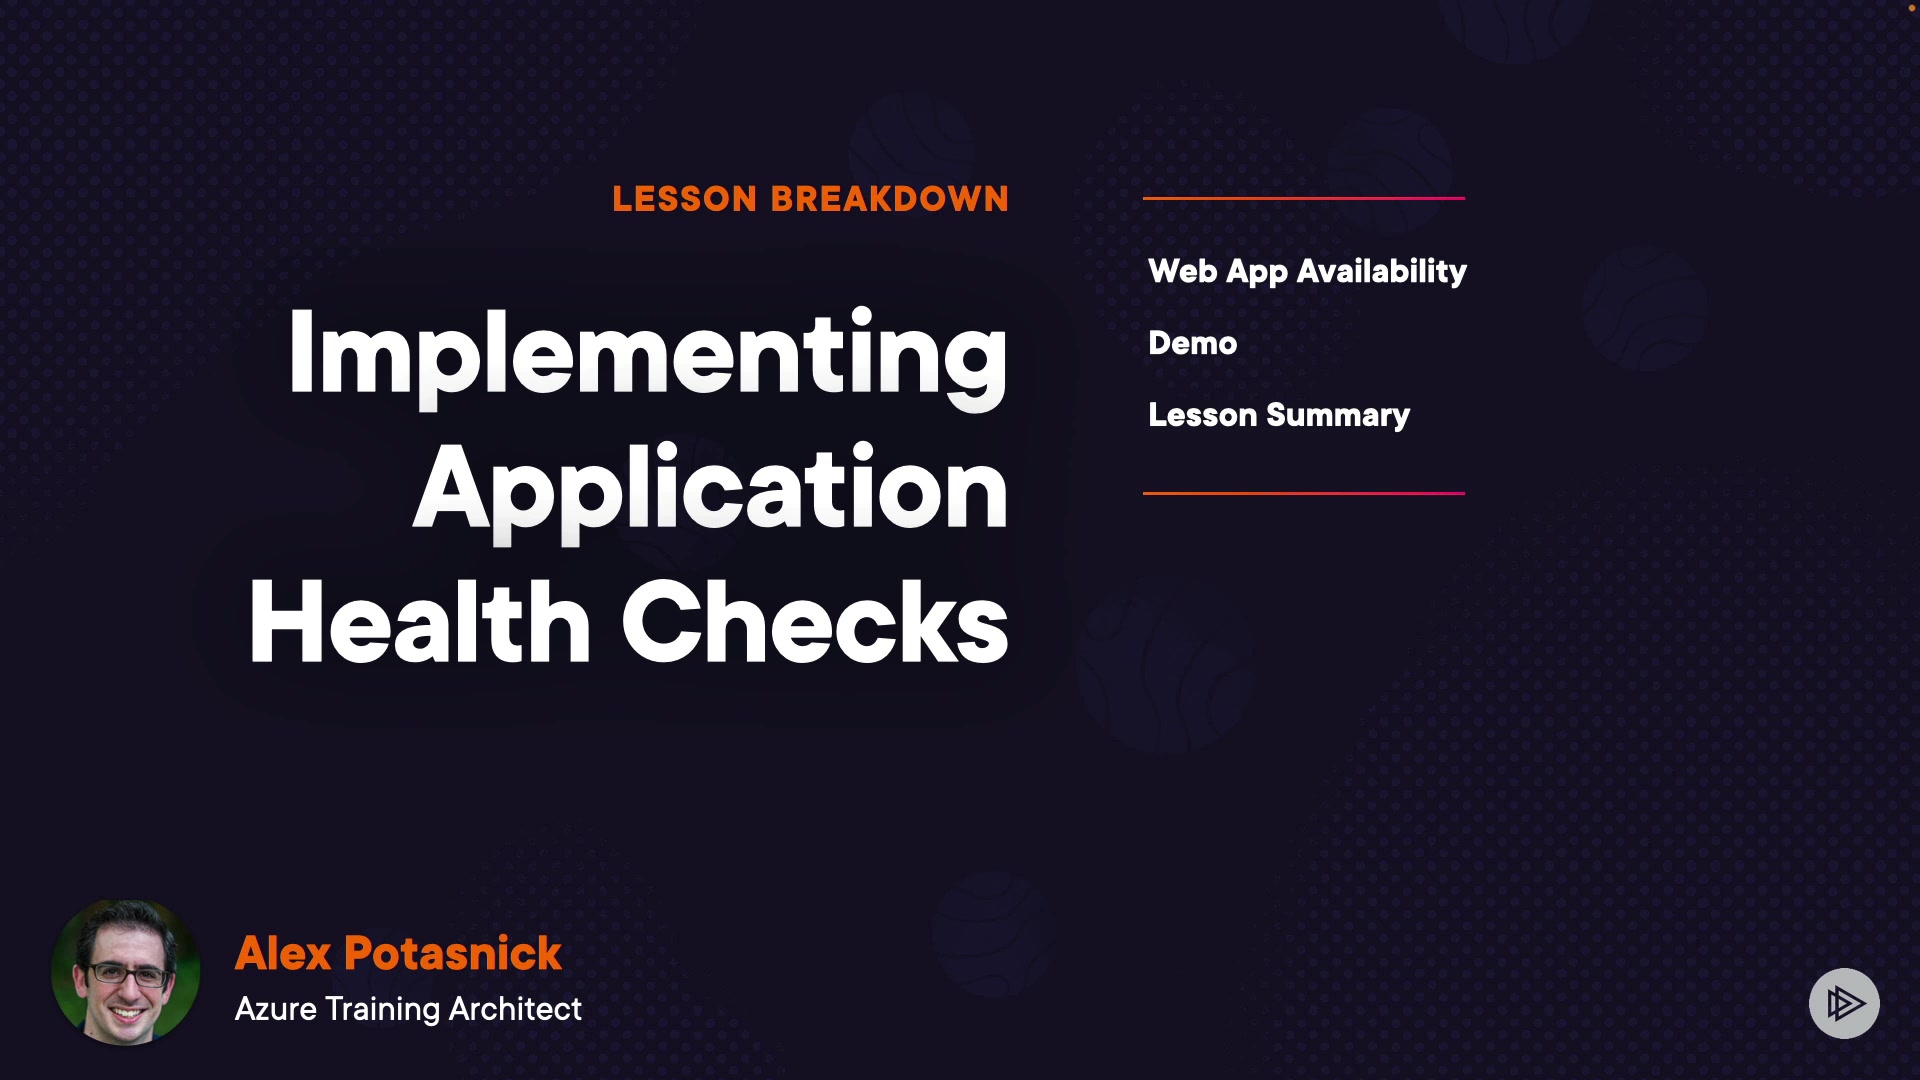 LESSON BREAKDOWN
Implementing
Application
Health Checks
Web App Availability
Demo
Lesson Summary
Alex Potasnick
Azure Training Architect